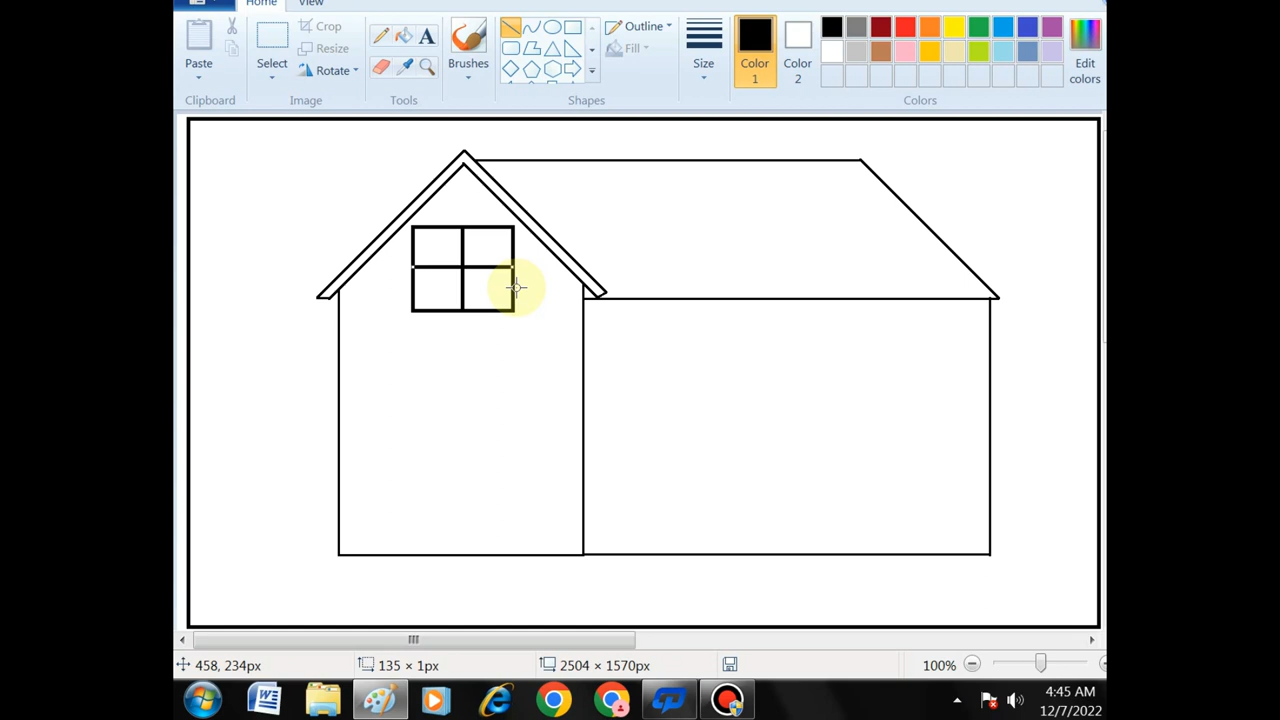 Home View
Crop
Resize
Rotate
Paste
Select
Brushes
Outline
Fill
Size
Color 1
Color 2
Edit colors
Clipboard
Image
Tools
Shapes
Colors
458, 234px
135 × 1px
2504 × 1570px
100%
4:45 AM
12/7/2022